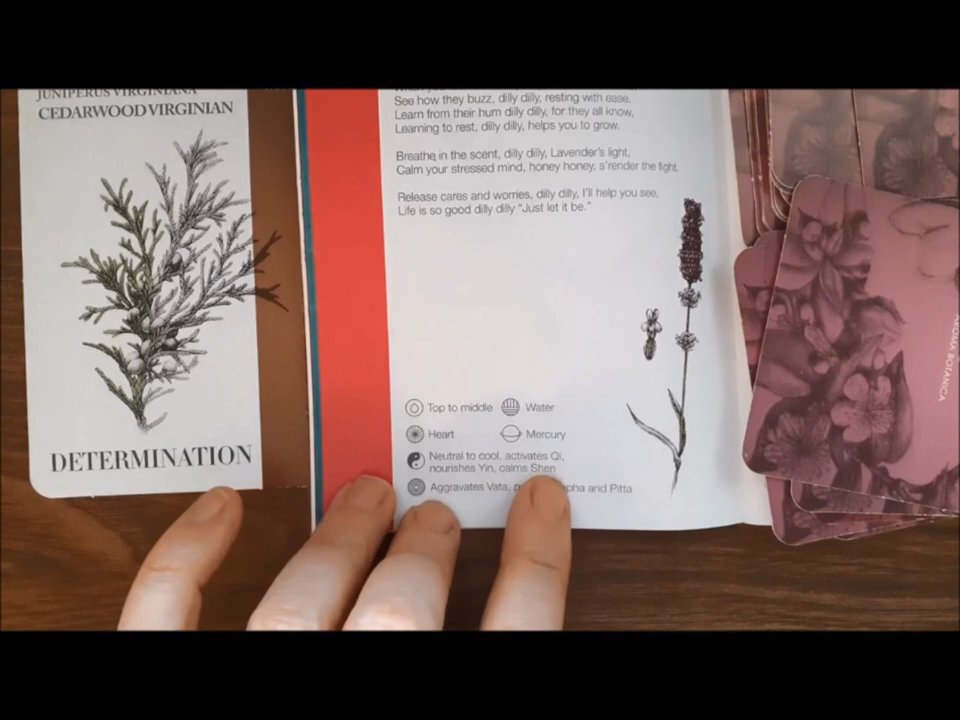 JUNIPERUS VIRGINIANA
CEDARWOOD VIRGINIAN
DETERMINATION
See how they buzz, dilly dilly, resting with ease.
Learn from their hum dilly dilly, for they all know,
Learning to rest, dilly dilly, helps you to grow.
Breathe in the scent, dilly dilly, Lavender's light,
Calm your stressed mind, honey honey, s'render the fight,
Release cares and worries, dilly dilly, I'll help you see,
Life is so good dilly dilly "Just let it be."
Top to middle
Water
Heart
Mercury
Neutral to cool, activates Qi,
nourishes Yin, calms Shen
Aggravates Vata, and Pitta
AROMA BOTANICA